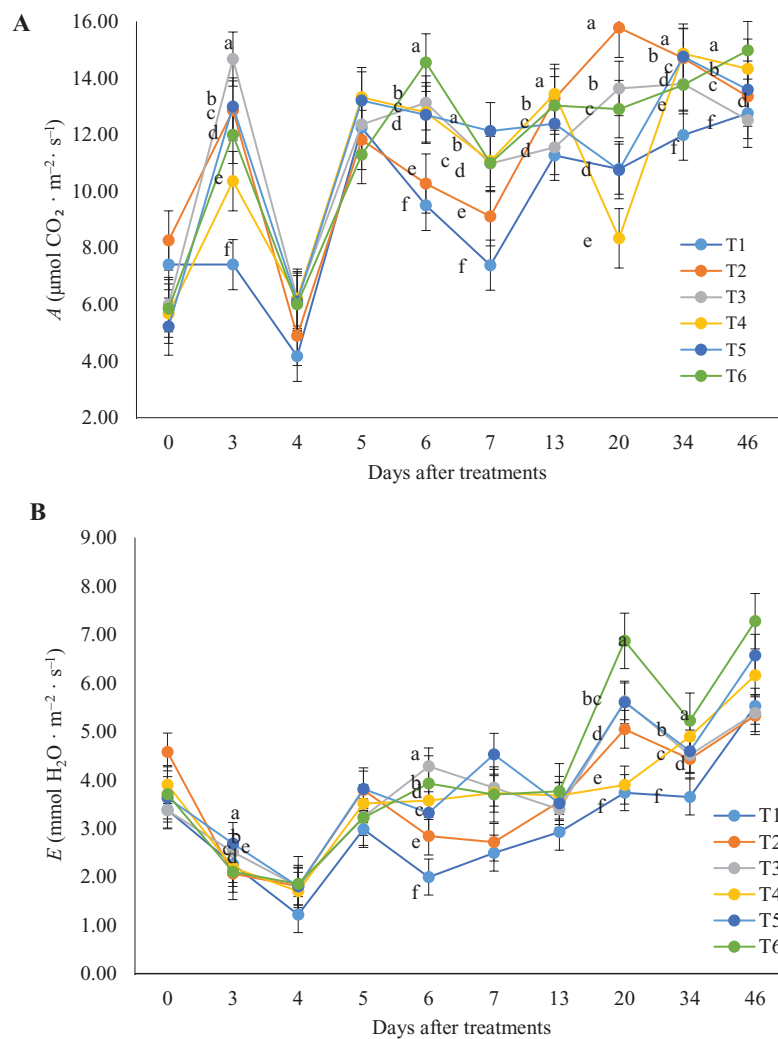 A
16.00
14.00
12.00
10.00
8.00
6.00
4.00
2.00
A (µmol CO₂ · m⁻²· s⁻¹)
a
b
c
d
e
f
a
b
c
d
e
f
a
b
c
d
e
f
a
b
c
d
a
b
c
d
e
a
b
c
d
e
f
a
b
c
d
f
T1
T2
T3
T4
T5
T6
0 3 4 5 6 7 13 20 34 46
Days after treatments
B
9.00
8.00
7.00
6.00
5.00
4.00
3.00
2.00
1.00
0.00
E (mmol H₂O · m⁻² · s⁻¹)
a
b
c e
d
a
b
d
c
e
f
a
bc
d
e
f
a
b
c
d
f
T1
T2
T3
T4
T5
T6
0 3 4 5 6 7 13 20 34 46
Days after treatments